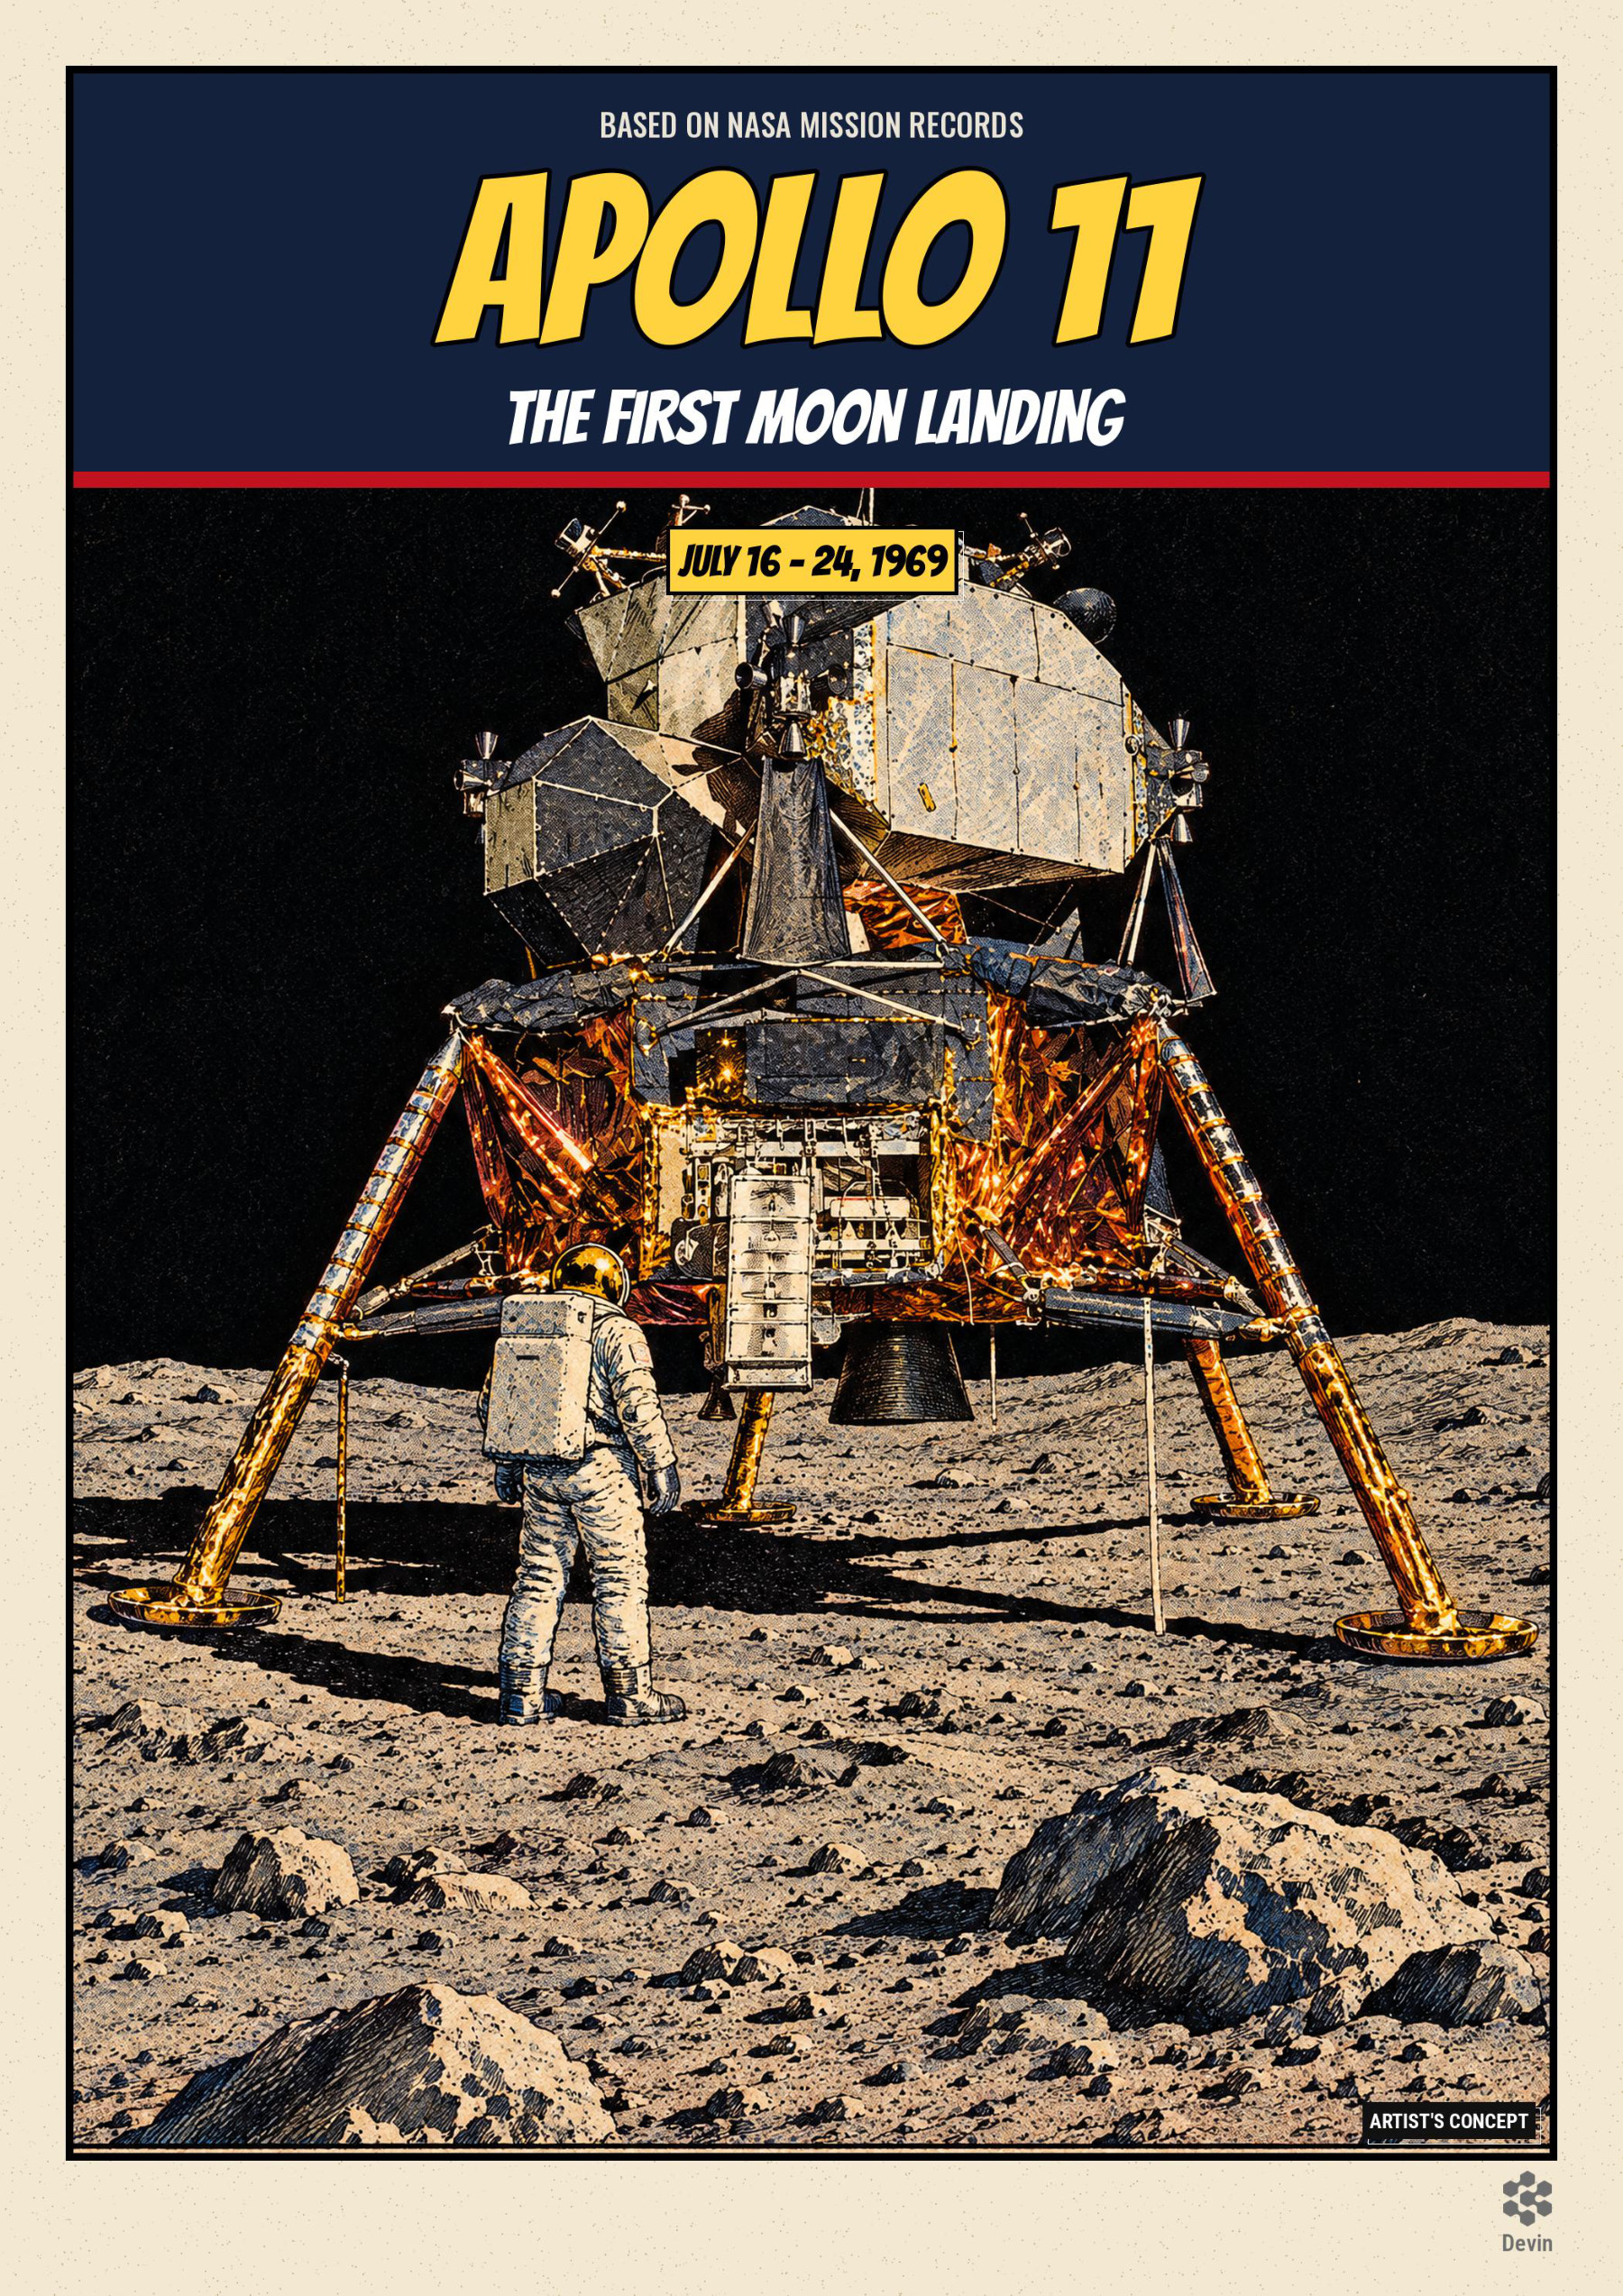 BASED ON NASA MISSION RECORDS
APOLLO 11
THE FIRST MOON LANDING
JULY 16 - 24, 1969
ARTIST'S CONCEPT
Devin